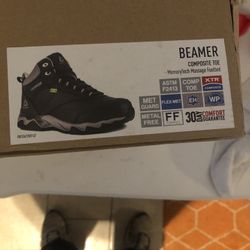 BEAMER
COMPOSITE TOE
- Memorytech Massage Footbed
ASTM F2413
COMP TOE
XTR
MET GUARD
FLEX-MET
EH
WP
METAL FREE
FF
30 DAY COMFORT GUARANTEE